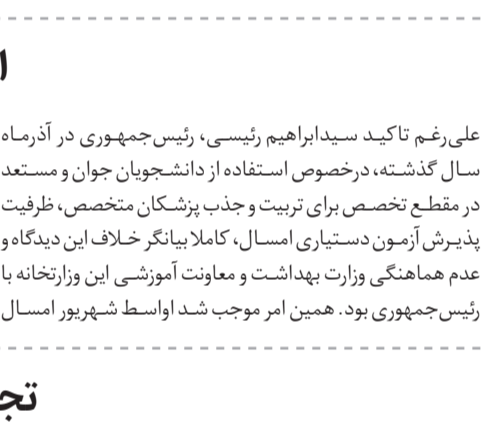 علی‌رغم تاکید سیدابراهیم رئیسی، رئیس‌جمهوری در آذرماه
سال گذشته، درخصوص استفاده از دانشجویان جوان و مستعد
در مقطع تخصص برای تربیت و جذب پزشکان متخصص، ظرفیت
پذیرش آزمون دستیاری امسال، کاملا بیانگر خلاف این دیدگاه و
عدم هماهنگی وزارت بهداشت و معاونت آموزشی این وزارتخانه با
رئیس‌جمهوری بود. همین امر موجب شد اواسط شهریور امسال